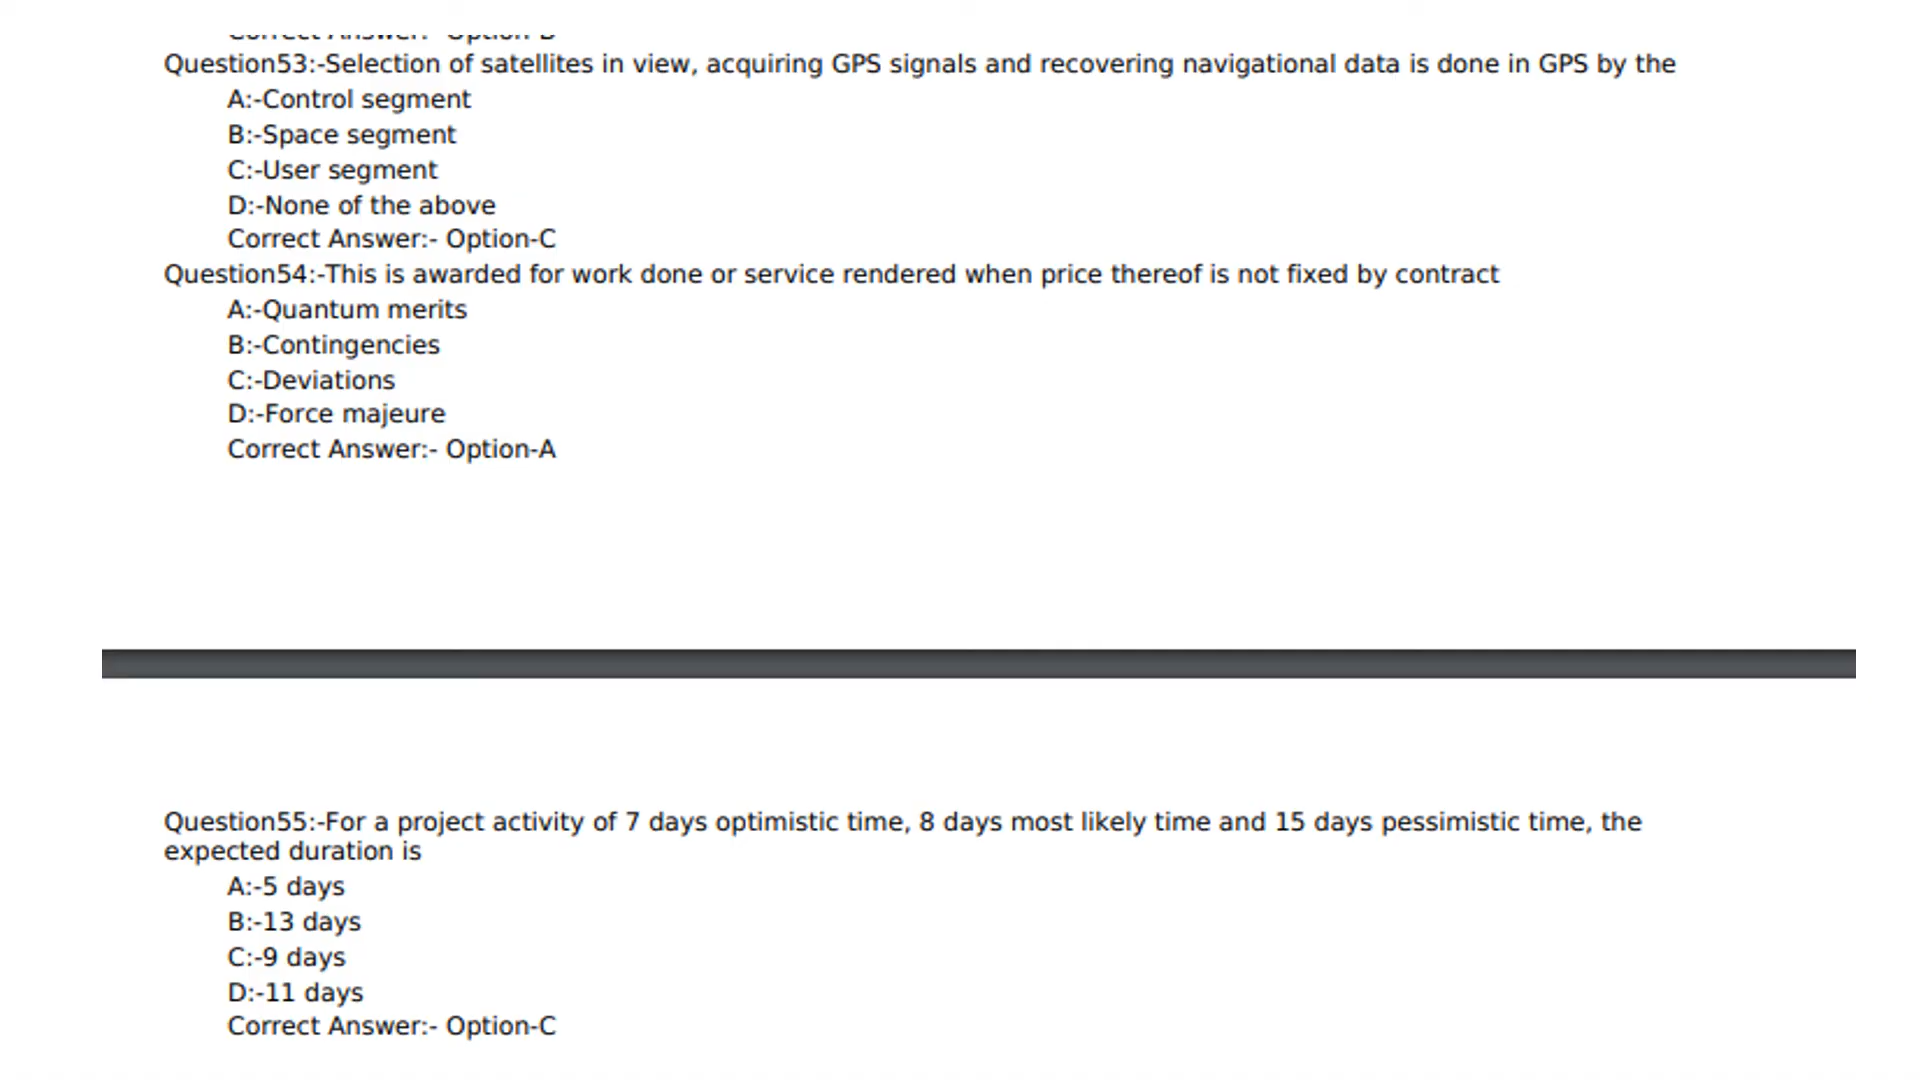 Correct Answer:- Option-B
Question53:-Selection of satellites in view, acquiring GPS signals and recovering navigational data is done in GPS by the
A:-Control segment
B:-Space segment
C:-User segment
D:-None of the above
Correct Answer:- Option-C
Question54:-This is awarded for work done or service rendered when price thereof is not fixed by contract
A:-Quantum merits
B:-Contingencies
C:-Deviations
D:-Force majeure
Correct Answer:- Option-A
Question55:-For a project activity of 7 days optimistic time, 8 days most likely time and 15 days pessimistic time, the
expected duration is
A:-5 days
B:-13 days
C:-9 days
D:-11 days
Correct Answer:- Option-C